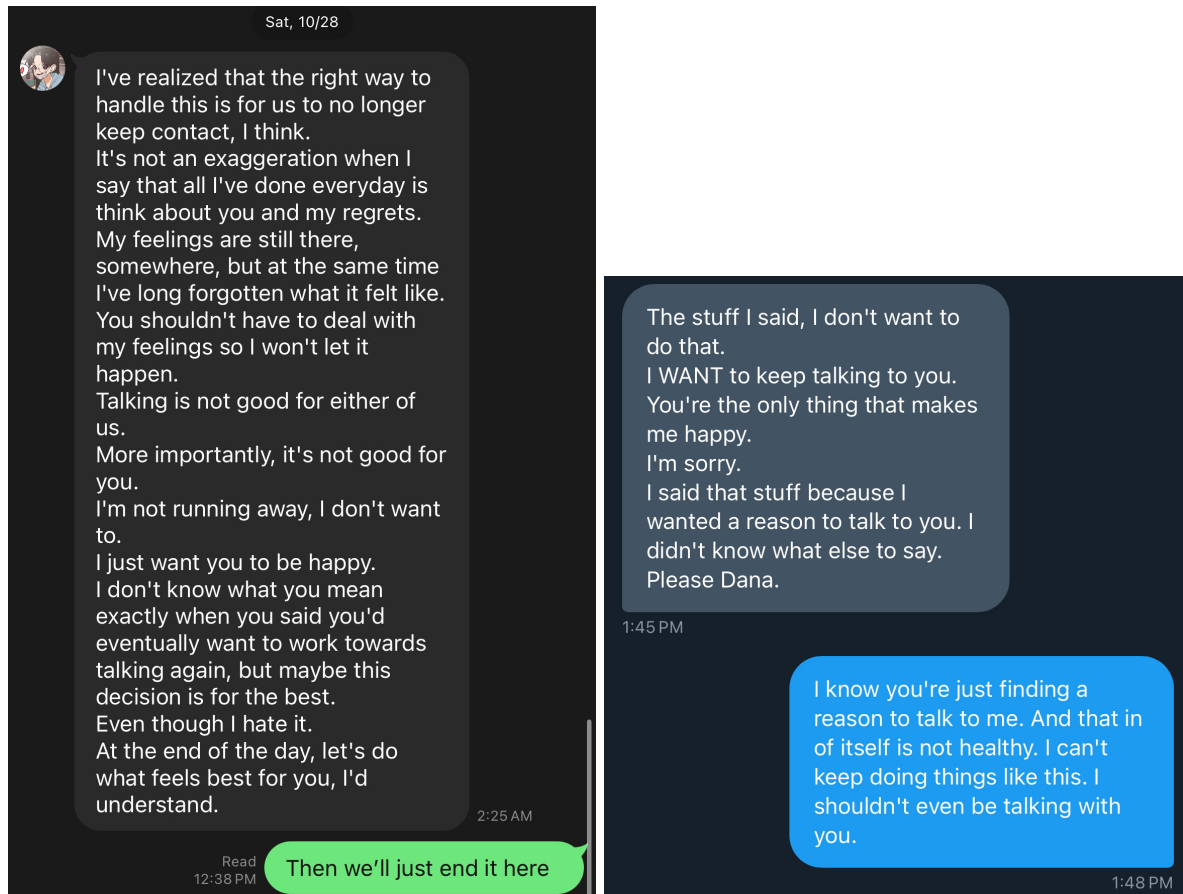 Sat, 10/28
I've realized that the right way to
handle this is for us to no longer
keep contact, I think.
It's not an exaggeration when I
say that all I've done everyday is
think about you and my regrets.
My feelings are still there,
somewhere, but at the same time
I've long forgotten what it felt like.
You shouldn't have to deal with
my feelings so I won't let it
happen.
Talking is not good for either of
us.
More importantly, it's not good for
you.
I'm not running away, I don't want
to.
I just want you to be happy.
I don't know what you mean
exactly when you said you'd
eventually want to work towards
talking again, but maybe this
decision is for the best.
Even though I hate it.
At the end of the day, let's do
what feels best for you, I'd
understand.
2:25 AM
Read
12:38 PM
Then we’ll just end it here
The stuff I said, I don't want to
do that.
I WANT to keep talking to you.
You're the only thing that makes
me happy.
I'm sorry.
I said that stuff because I
wanted a reason to talk to you. I
didn't know what else to say.
Please Dana.
1:45 PM
I know you're just finding a
reason to talk to me. And that in
of itself is not healthy. I can't
keep doing things like this. I
shouldn't even be talking with
you.
1:48 PM